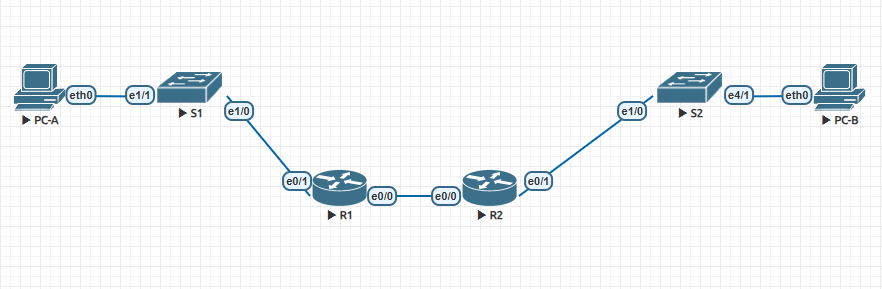 eth0 e1/1 e4/1 eth0
PC-A S1 e1/0 e1/0 S2 PC-B
e0/1 e0/0 e0/0 e0/1
R1 R2